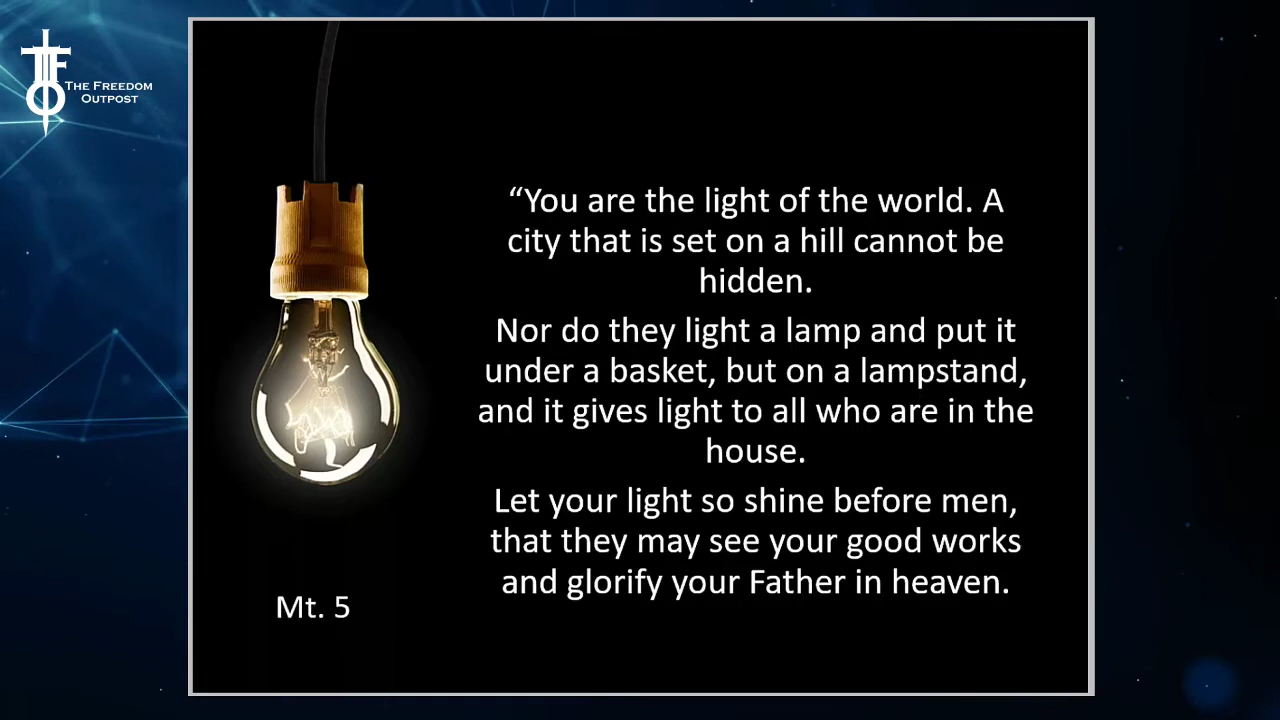 The Freedom
Outpost
“You are the light of the world. A
city that is set on a hill cannot be
hidden.
Nor do they light a lamp and put it
under a basket, but on a lampstand,
and it gives light to all who are in the
house.
Let your light so shine before men,
that they may see your good works
and glorify your Father in heaven.
Mt. 5